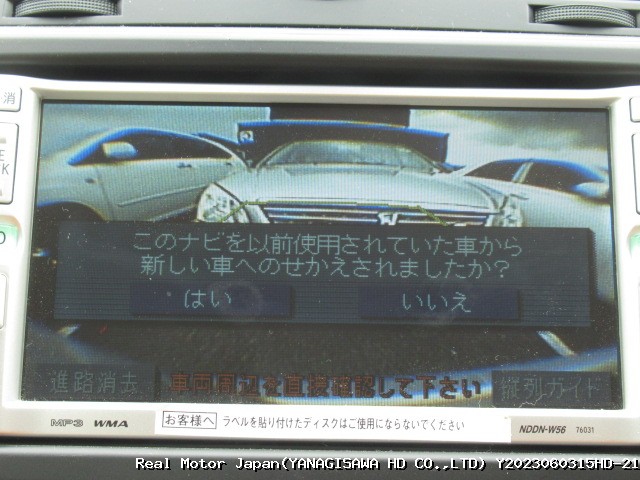 消
E
K
このナビを以前使用されていた車から
新しい車へのせかえされましたか?
はい
いいえ
進路消去
車両周辺を直接確認して下さい
縦列ガイド
MP3 WMA
お客様へ ラベルを貼り付けたディスクはご使用にならないでください
NDDN-W56 76031
Real Motor Japan(YANAGISAWA HD CO.,LTD) Y2023060315HD-21